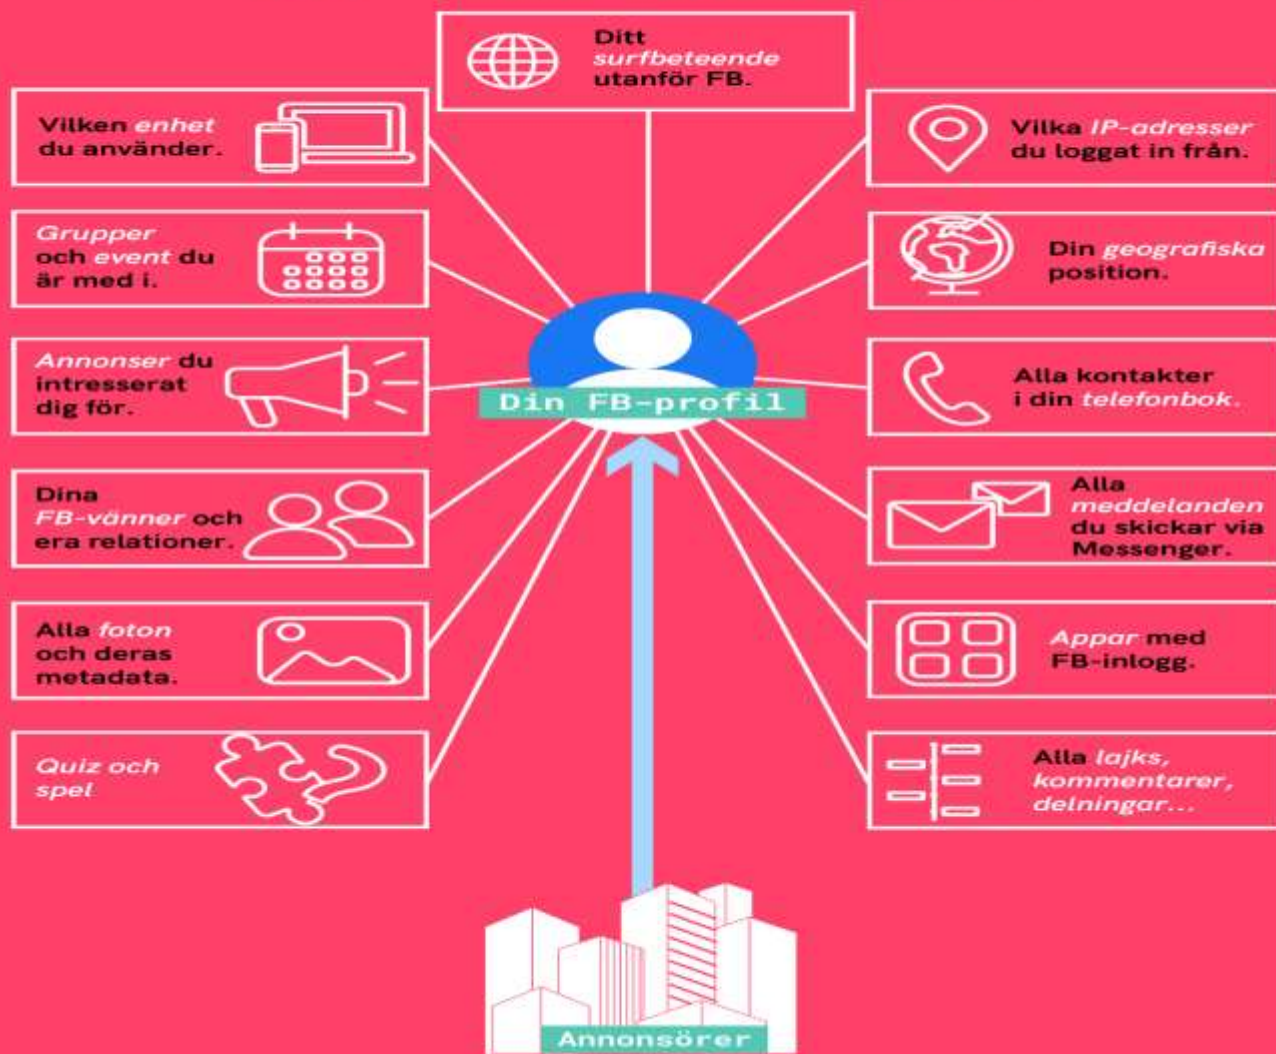 Ditt
surfbeteende
utanför FB.
Vilken enhet
du använder.
Vilka IP-adresser
du loggat in från.
Grupper
och event du
är med i.
Din geografiska
position.
Annonser du
intresserat
dig för.
Alla kontakter
i din telefonbok.
Din FB-profil
Dina
FB-vänner och
era relationer.
Alla
meddelanden
du skickar via
Messenger.
Alla foton
och deras
metadata.
Appar med
FB-inlogg.
Quiz och
spel
Alla lajks,
kommentarer,
delningar...
Annonsörer